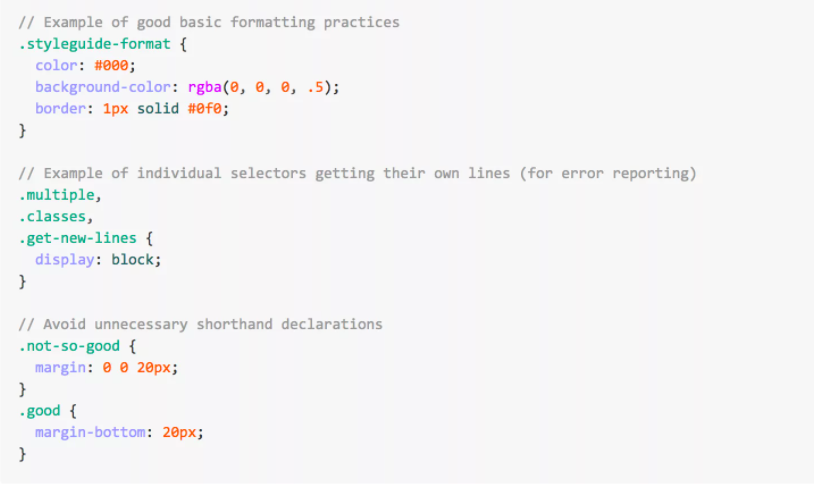 // Example of good basic formatting practices
.styleguide-format {
  color: #000;
  background-color: rgba(0, 0, 0, .5);
  border: 1px solid #0f0;
}

// Example of individual selectors getting their own lines (for error reporting)
.multiple,
.classes,
.get-new-lines {
  display: block;
}

// Avoid unnecessary shorthand declarations
.not-so-good {
  margin: 0 0 20px;
}
.good {
  margin-bottom: 20px;
}